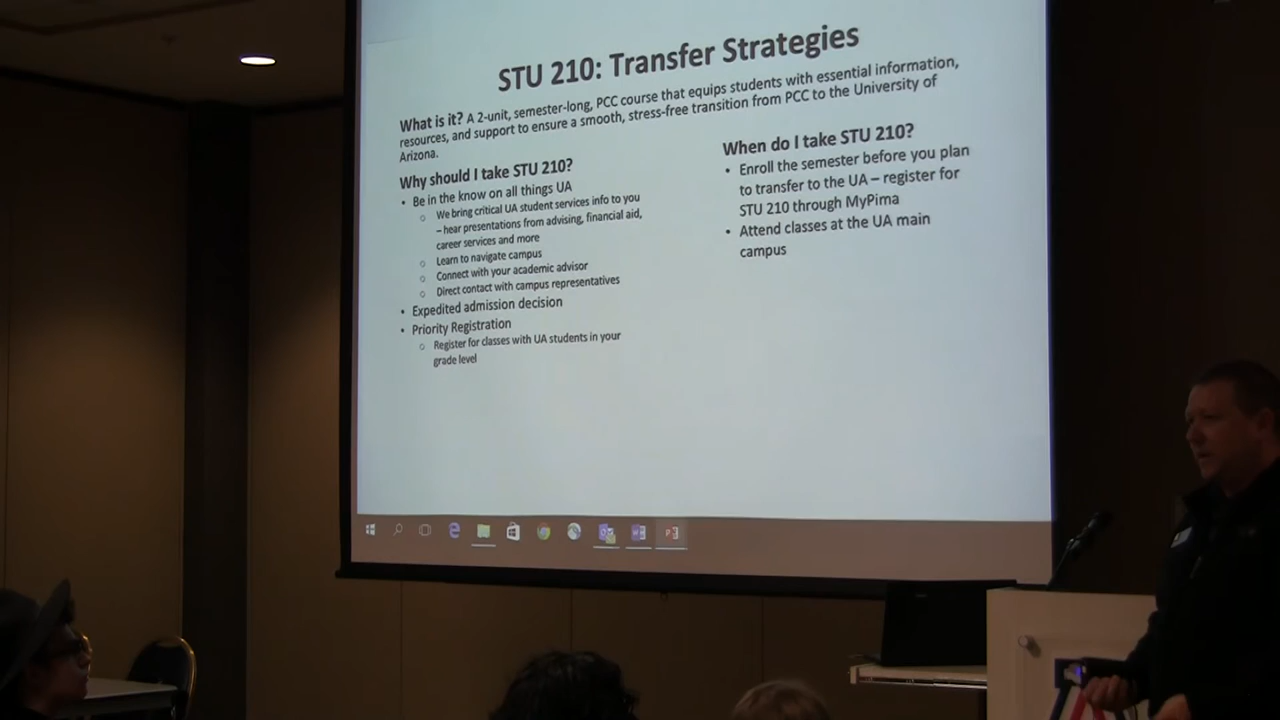 STU 210: Transfer Strategies
What is it? A 2-unit, semester-long, PCC course that equips students with essential information,
resources, and support to ensure a smooth, stress-free transition from PCC to the University of
Arizona.
Why should I take STU 210?
• Be in the know on all things UA
○ We bring critical UA student services info to you
– hear presentations from advising, financial aid,
career services and more
○ Learn to navigate campus
○ Connect with your academic advisor
○ Direct contact with campus representatives
• Expedited admission decision
• Priority Registration
○ Register for classes with UA students in your
grade level
When do I take STU 210?
• Enroll the semester before you plan
to transfer to the UA – register for
STU 210 through MyPima
• Attend classes at the UA main
campus